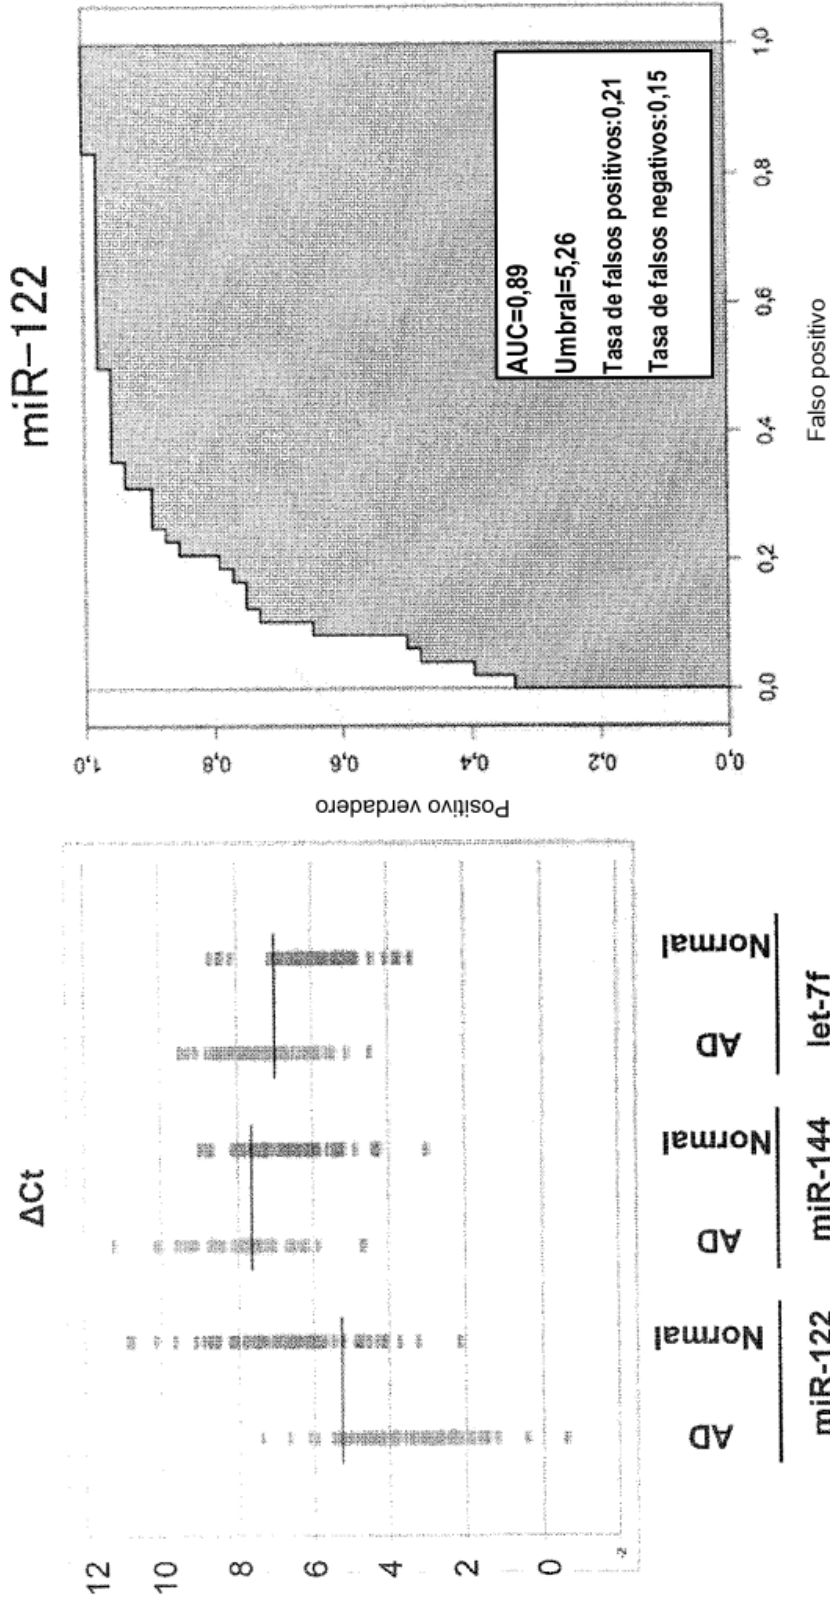 ΔCt
12
10
8
6
4
2
0
-2
AD
Normal
AD
Normal
AD
Normal
miR-122
miR-144
let-7f
miR-122
Positivo verdadero
1,0
0,8
0,6
0,4
0,2
0,0
AUC=0,89
Umbral=5,26
Tasa de falsos positivos:0,21
Tasa de falsos negativos:0,15
0,0
0,2
0,4
0,6
0,8
1,0
Falso positivo